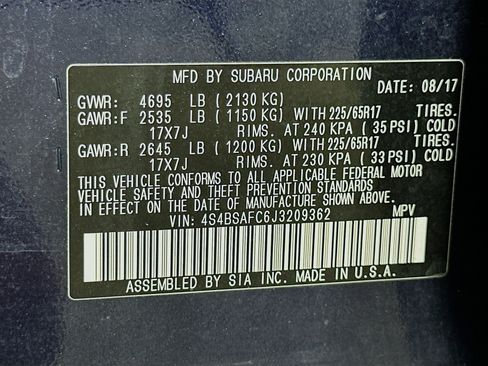 MFD BY SUBARU CORPORATION
DATE: 08/17
GVWR: 4695 LB ( 2130 KG)
GAWR:F 2535 LB ( 1150 KG) WITH 225/65R17 TIRES.
17X7J RIMS. AT 240 KPA ( 35 PSI) COLD
GAWR:R 2645 LB ( 1200 KG) WITH 225/65R17 TIRES.
17X7J RIMS. AT 230 KPA ( 33 PSI) COLD
THIS VEHICLE CONFORMS TO ALL APPLICABLE FEDERAL MOTOR
VEHICLE SAFETY AND THEFT PREVENTION STANDARDS
IN EFFECT ON THE DATE OF MANUFACTURE SHOWN ABOVE.
VIN: 4S4BSAFC6J3209362 MPV
ASSEMBLED BY SIA INC. MADE IN U.S.A.